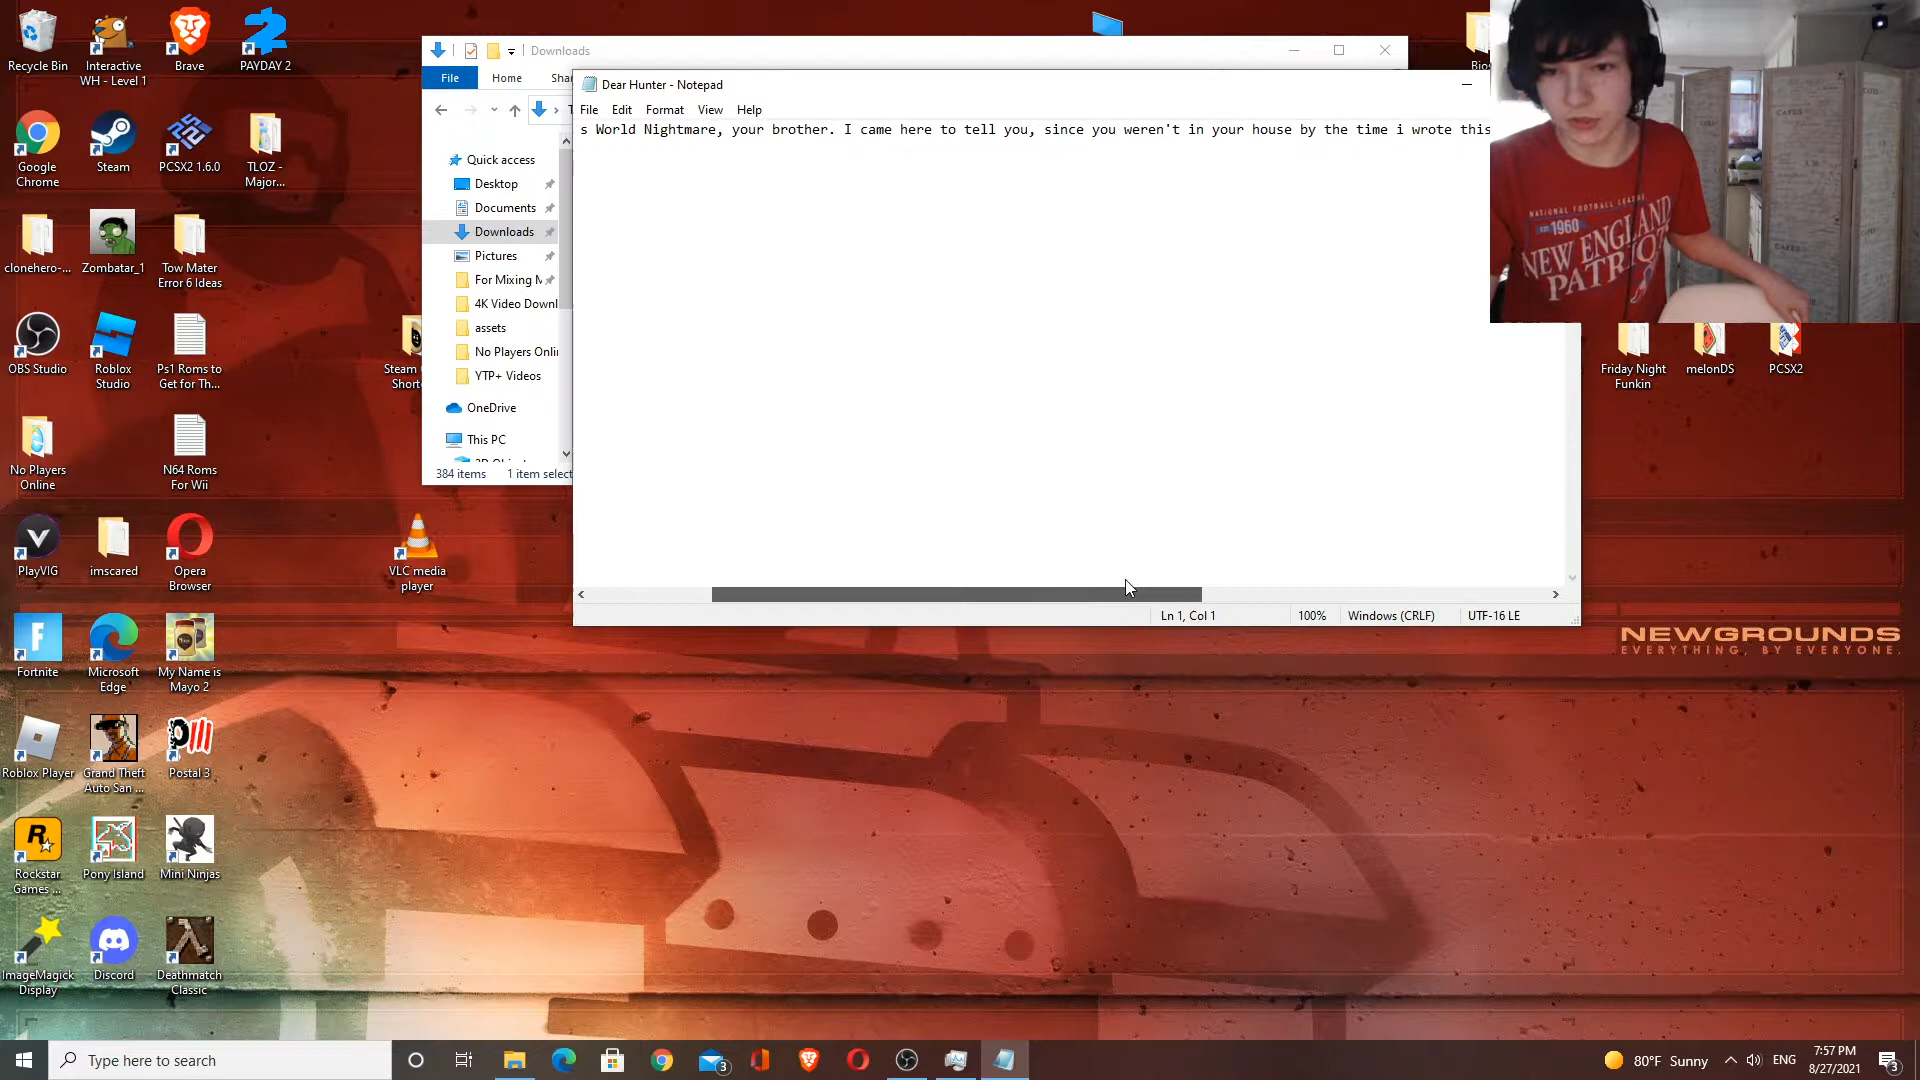 Recycle Bin
Interactive
WH - Level 1
Brave
PAYDAY 2
Google
Chrome
Steam
PCSX2 1.6.0
TLOZ -
Major...
clonehero-...
Zombatar_1
Tow Mater
Error 6 Ideas
OBS Studio
Roblox
Studio
Ps1 Roms to
Get for Th...
No Players
Online
N64 Roms
For Wii
PlayVIG
imscared
Opera
Browser
Fortnite
Microsoft
Edge
My Name is
Mayo 2
Roblox Player
Grand Theft
Auto San ...
Postal 3
Rockstar
Games ...
Pony Island
Mini Ninjas
ImageMagick
Display
Discord
Deathmatch
Classic
VLC media
player
Downloads
File
Home
Quick access
Desktop
Documents
Downloads
Pictures
4K Video Downl
assets
YTP+ Videos
OneDrive
This PC
384 items
1 item select
Dear Hunter - Notepad
File Edit Format View Help
s World Nightmare, your brother. I came here to tell you, since you weren't in your house by the time i wrote this
Ln 1, Col 1
100%
Windows (CRLF)
UTF-16 LE
NATIONAL FOOTBALL LEAGUE
1960
NEW ENGLAND
PATRIOT
Friday Night
Funkin
melonDS
PCSX2
NEWGROUNDS
EVERYTHING, BY EVERYONE.
Type here to search
3
80°F Sunny
ENG
7:57 PM
8/27/2021
3